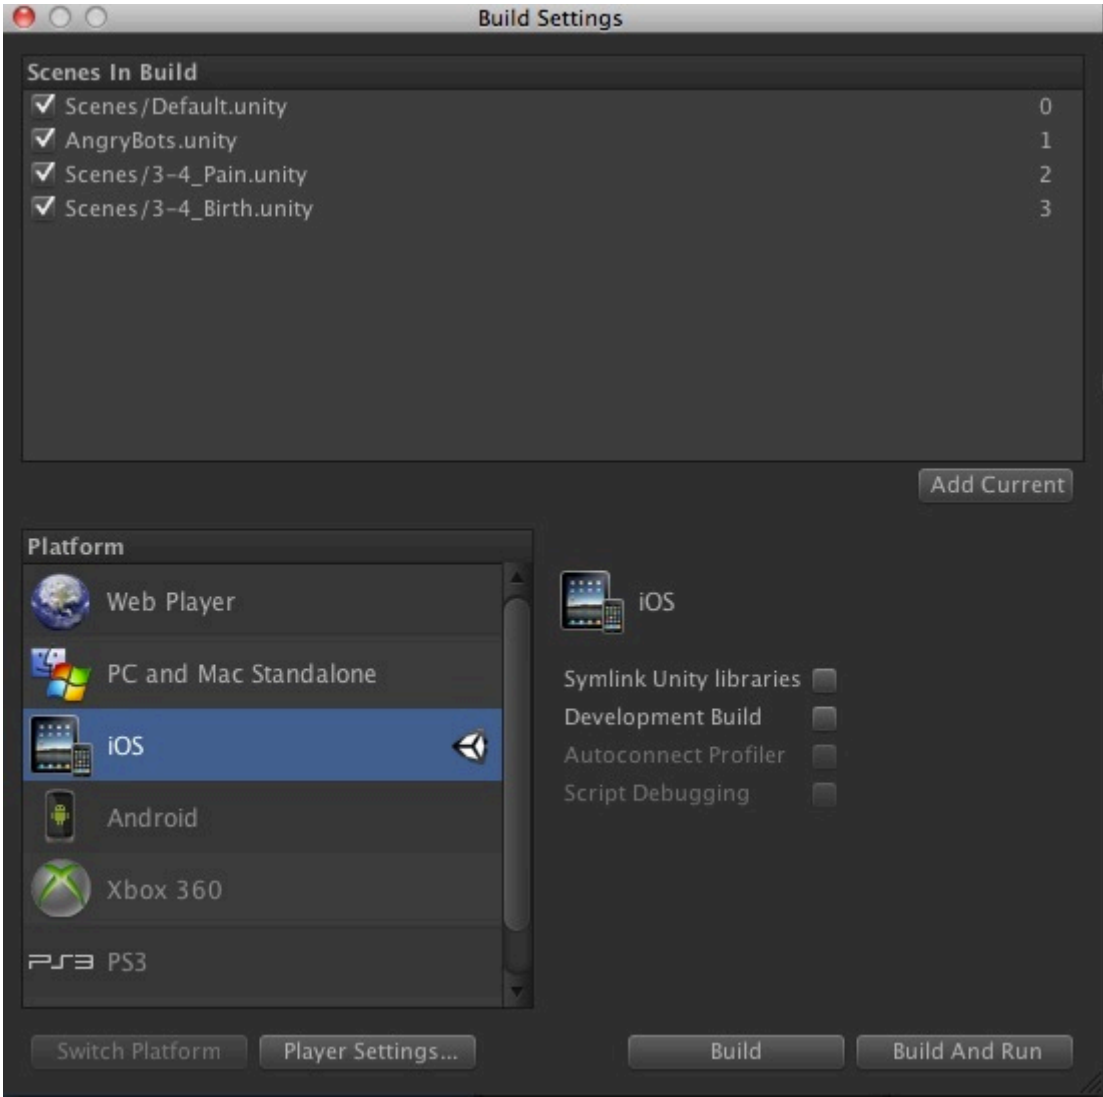 Build Settings
Scenes In Build
Scenes/Default.unity 0
AngryBots.unity 1
Scenes/3-4_Pain.unity 2
Scenes/3-4_Birth.unity 3
Add Current
Platform
Web Player
PC and Mac Standalone
iOS
Android
Xbox 360
PS3 PS3
iOS
Symlink Unity libraries
Development Build
Autoconnect Profiler
Script Debugging
Switch Platform
Player Settings...
Build
Build And Run